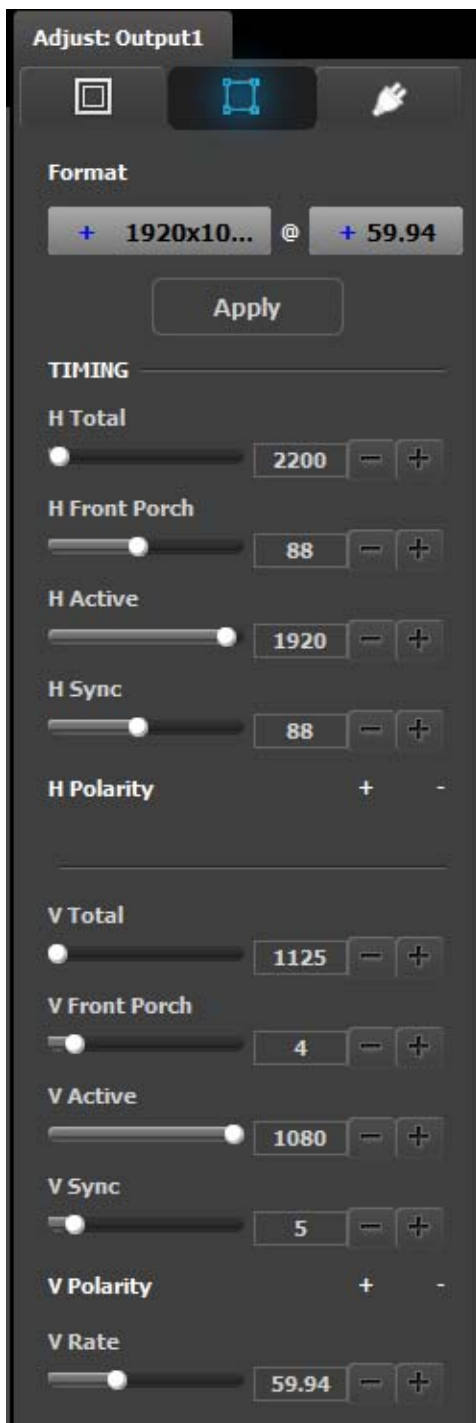 Adjust: Output1
Format
+ 1920x10... @ + 59.94
Apply
TIMING
H Total
2200 − +
H Front Porch
88 − +
H Active
1920 − +
H Sync
88 − +
H Polarity + -
V Total
1125 − +
V Front Porch
4 − +
V Active
1080 − +
V Sync
5 − +
V Polarity + -
V Rate
59.94 − +